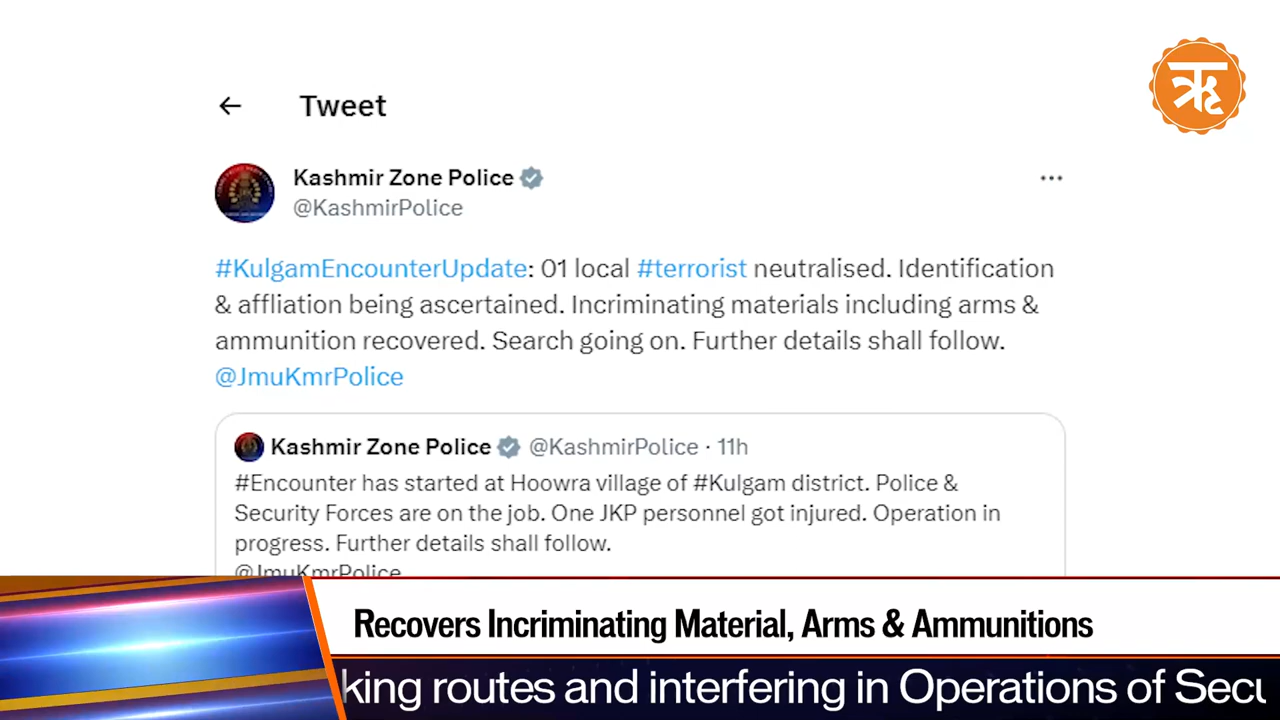 ऋ
Tweet
Kashmir Zone Police
@KashmirPolice
#KulgamEncounterUpdate: 01 local #terrorist neutralised. Identification
& affliation being ascertained. Incriminating materials including arms &
ammunition recovered. Search going on. Further details shall follow.
@JmuKmrPolice
Kashmir Zone Police @KashmirPolice · 11h
#Encounter has started at Hoowra village of #Kulgam district. Police &
Security Forces are on the job. One JKP personnel got injured. Operation in
progress. Further details shall follow.
@JmuKmrPolice
Recovers Incriminating Material, Arms & Ammunitions
king routes and interfering in Operations of Secu